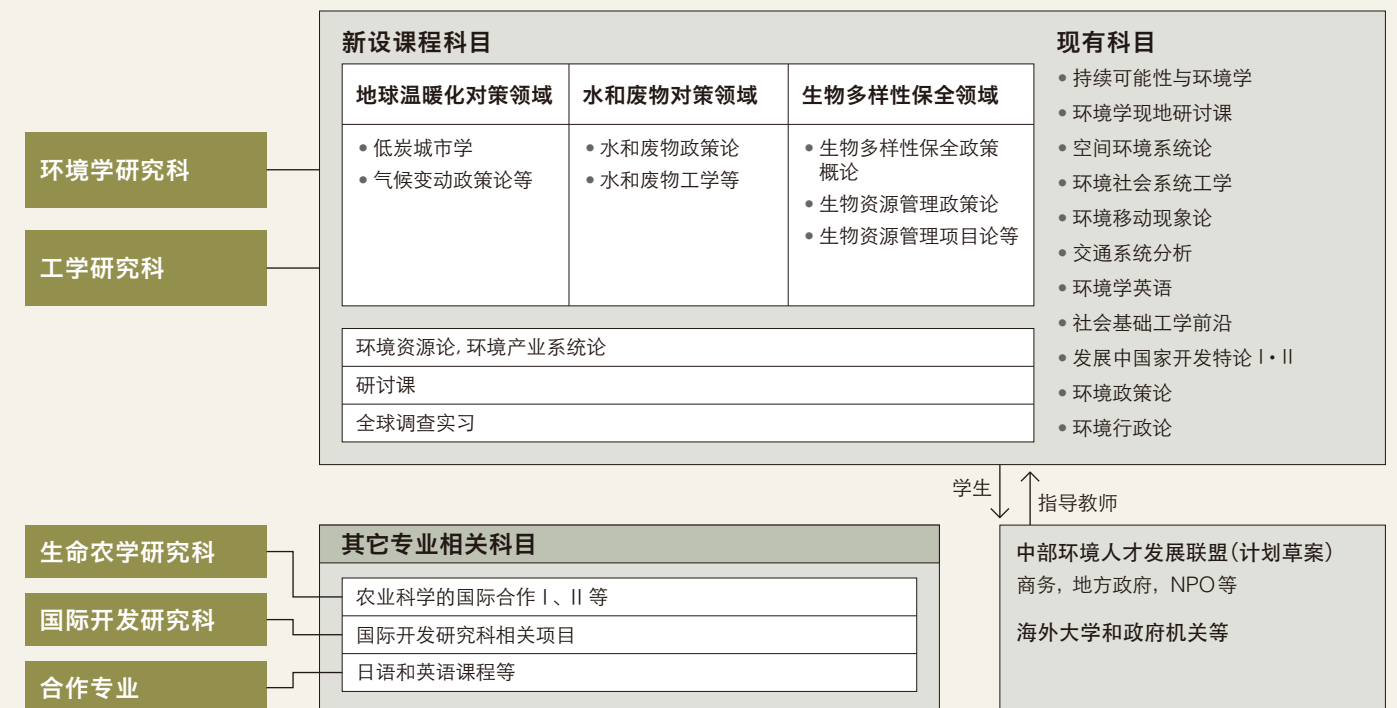 环境学研究科
工学研究科
新设课程科目
地球温暖化对策领域
• 低炭城市学
• 气候变动政策论等
水和废物对策领域
• 水和废物政策论
• 水和废物工学等
生物多样性保全领域
• 生物多样性保全政策
概论
• 生物资源管理政策论
• 生物资源管理项目论等
环境资源论, 环境产业系统论
研讨课
全球调查实习
现有科目
• 持续可能性与环境学
• 环境学现地研讨课
• 空间环境系统论
• 环境社会系统工学
• 环境移动现象论
• 交通系统分析
• 环境学英语
• 社会基础工学前沿
• 发展中国家开发特论 I・II
• 环境政策论
• 环境行政论
学生
指导教师
生命农学研究科
国际开发研究科
合作专业
其它专业相关科目
农业科学的国际合作 I、II 等
国际开发研究科相关项目
日语和英语课程等
中部环境人才发展联盟(计划草案)
商务, 地方政府, NPO等
海外大学和政府机关等